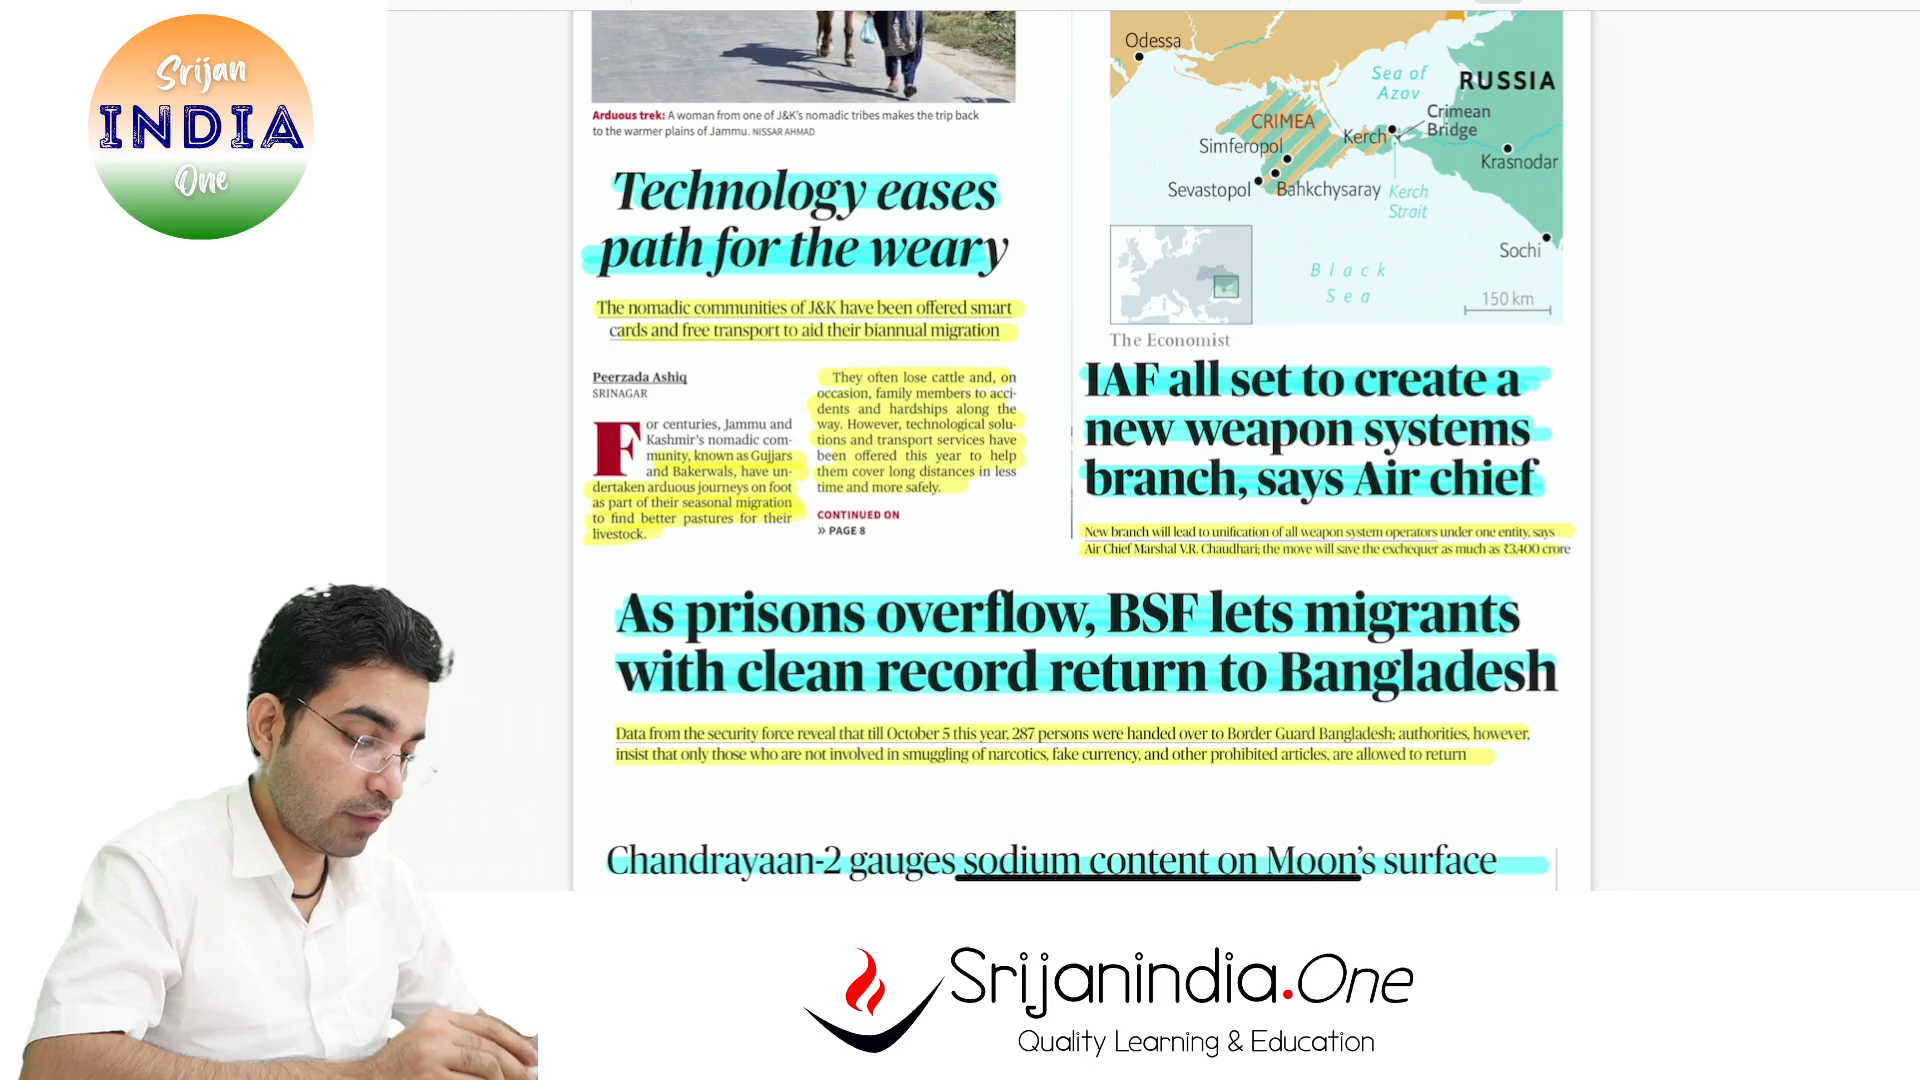 Srijan
INDIA
One
Arduous trek: A woman from one of J&K's nomadic tribes makes the trip back
to the warmer plains of Jammu. NISSAR AHMAD
Technology eases
path for the weary
The nomadic communities of J&K have been offered smart
cards and free transport to aid their biannual migration
Peerzada Ashiq
SRINAGAR
For centuries, Jammu and
Kashmir's nomadic com-
munity, known as Gujjars
and Bakerwals, have un-
dertaken arduous journeys on foot
as part of their seasonal migration
to find better pastures for their
livestock.
They often lose cattle and, on
occasion, family members to acci-
dents and hardships along the
way. However, technological solu-
tions and transport services have
been offered this year to help
them cover long distances in less
time and more safely.
CONTINUED ON
» PAGE 8
Odessa
Sea of
Azov
RUSSIA
CRIMEA
Kerch
Crimean
Bridge
Simferopol
Krasnodar
Sevastopol
Bahkchysaray
Kerch
Strait
Sochi
Black
Sea
150 km
The Economist
IAF all set to create a
new weapon systems
branch, says Air chief
New branch will lead to unification of all weapon system operators under one entity, says
Air Chief Marshal V.R. Chaudhari; the move will save the exchequer as much as ₹3,400 crore
As prisons overflow, BSF lets migrants
with clean record return to Bangladesh
Data from the security force reveal that till October 5 this year, 287 persons were handed over to Border Guard Bangladesh; authorities, however,
insist that only those who are not involved in smuggling of narcotics, fake currency, and other prohibited articles, are allowed to return
Chandrayaan-2 gauges sodium content on Moon's surface
Srijanindia.One
Quality Learning & Education